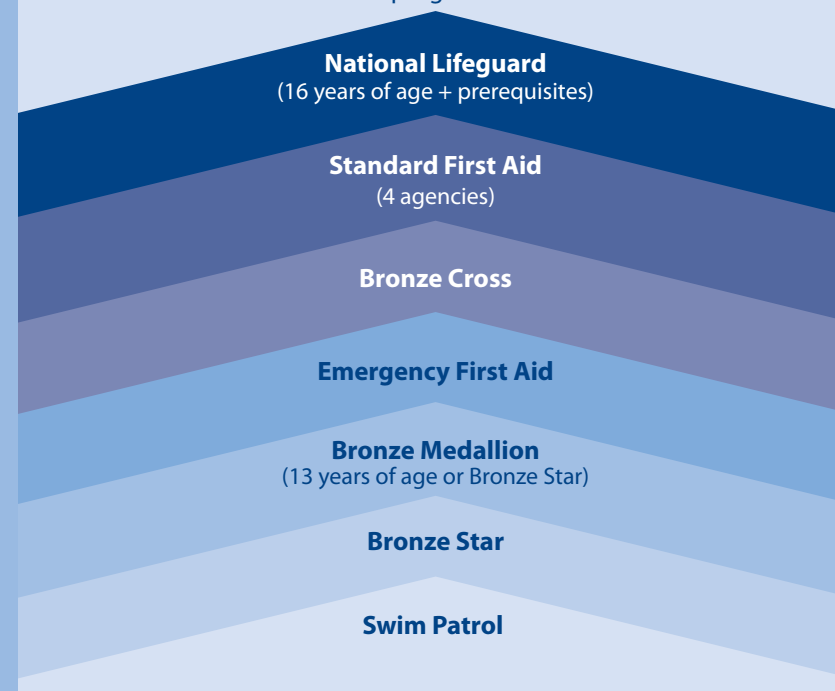 National Lifeguard
(16 years of age + prerequisites)
Standard First Aid
(4 agencies)
Bronze Cross
Emergency First Aid
Bronze Medallion
(13 years of age or Bronze Star)
Bronze Star
Swim Patrol